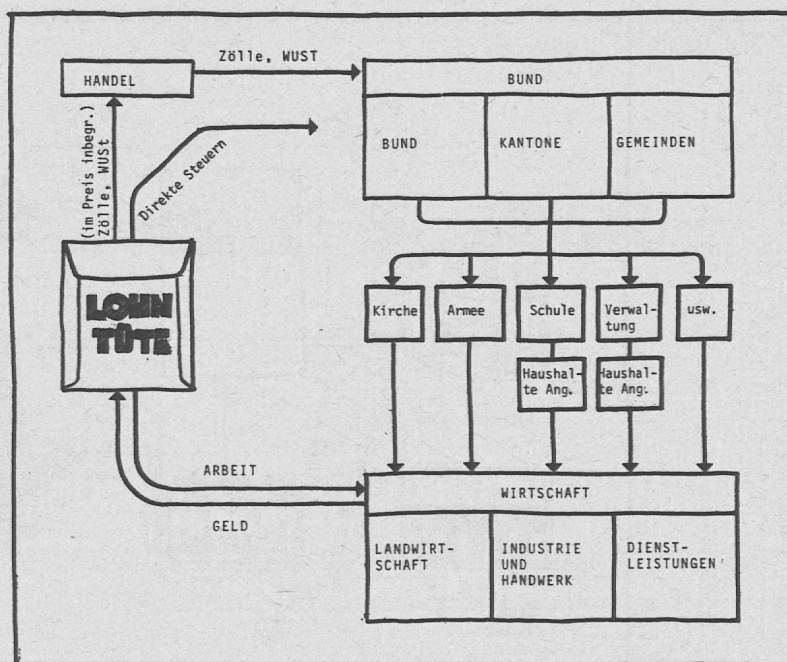 Zölle, WUST
HANDEL
BUND
(im Preis inbegr.)
Zölle, WUSt
Direkte Steuern
BUND
KANTONE
GEMEINDEN
LOHN
TÜTE
Kirche
Armee
Schule
Verwal-
tung
usw.
Haushal-
te Ang.
Haushal-
te Ang.
ARBEIT
GELD
WIRTSCHAFT
LANDWIRT-
SCHAFT
INDUSTRIE
UND
HANDWERK
DIENST-
LEISTUNGEN